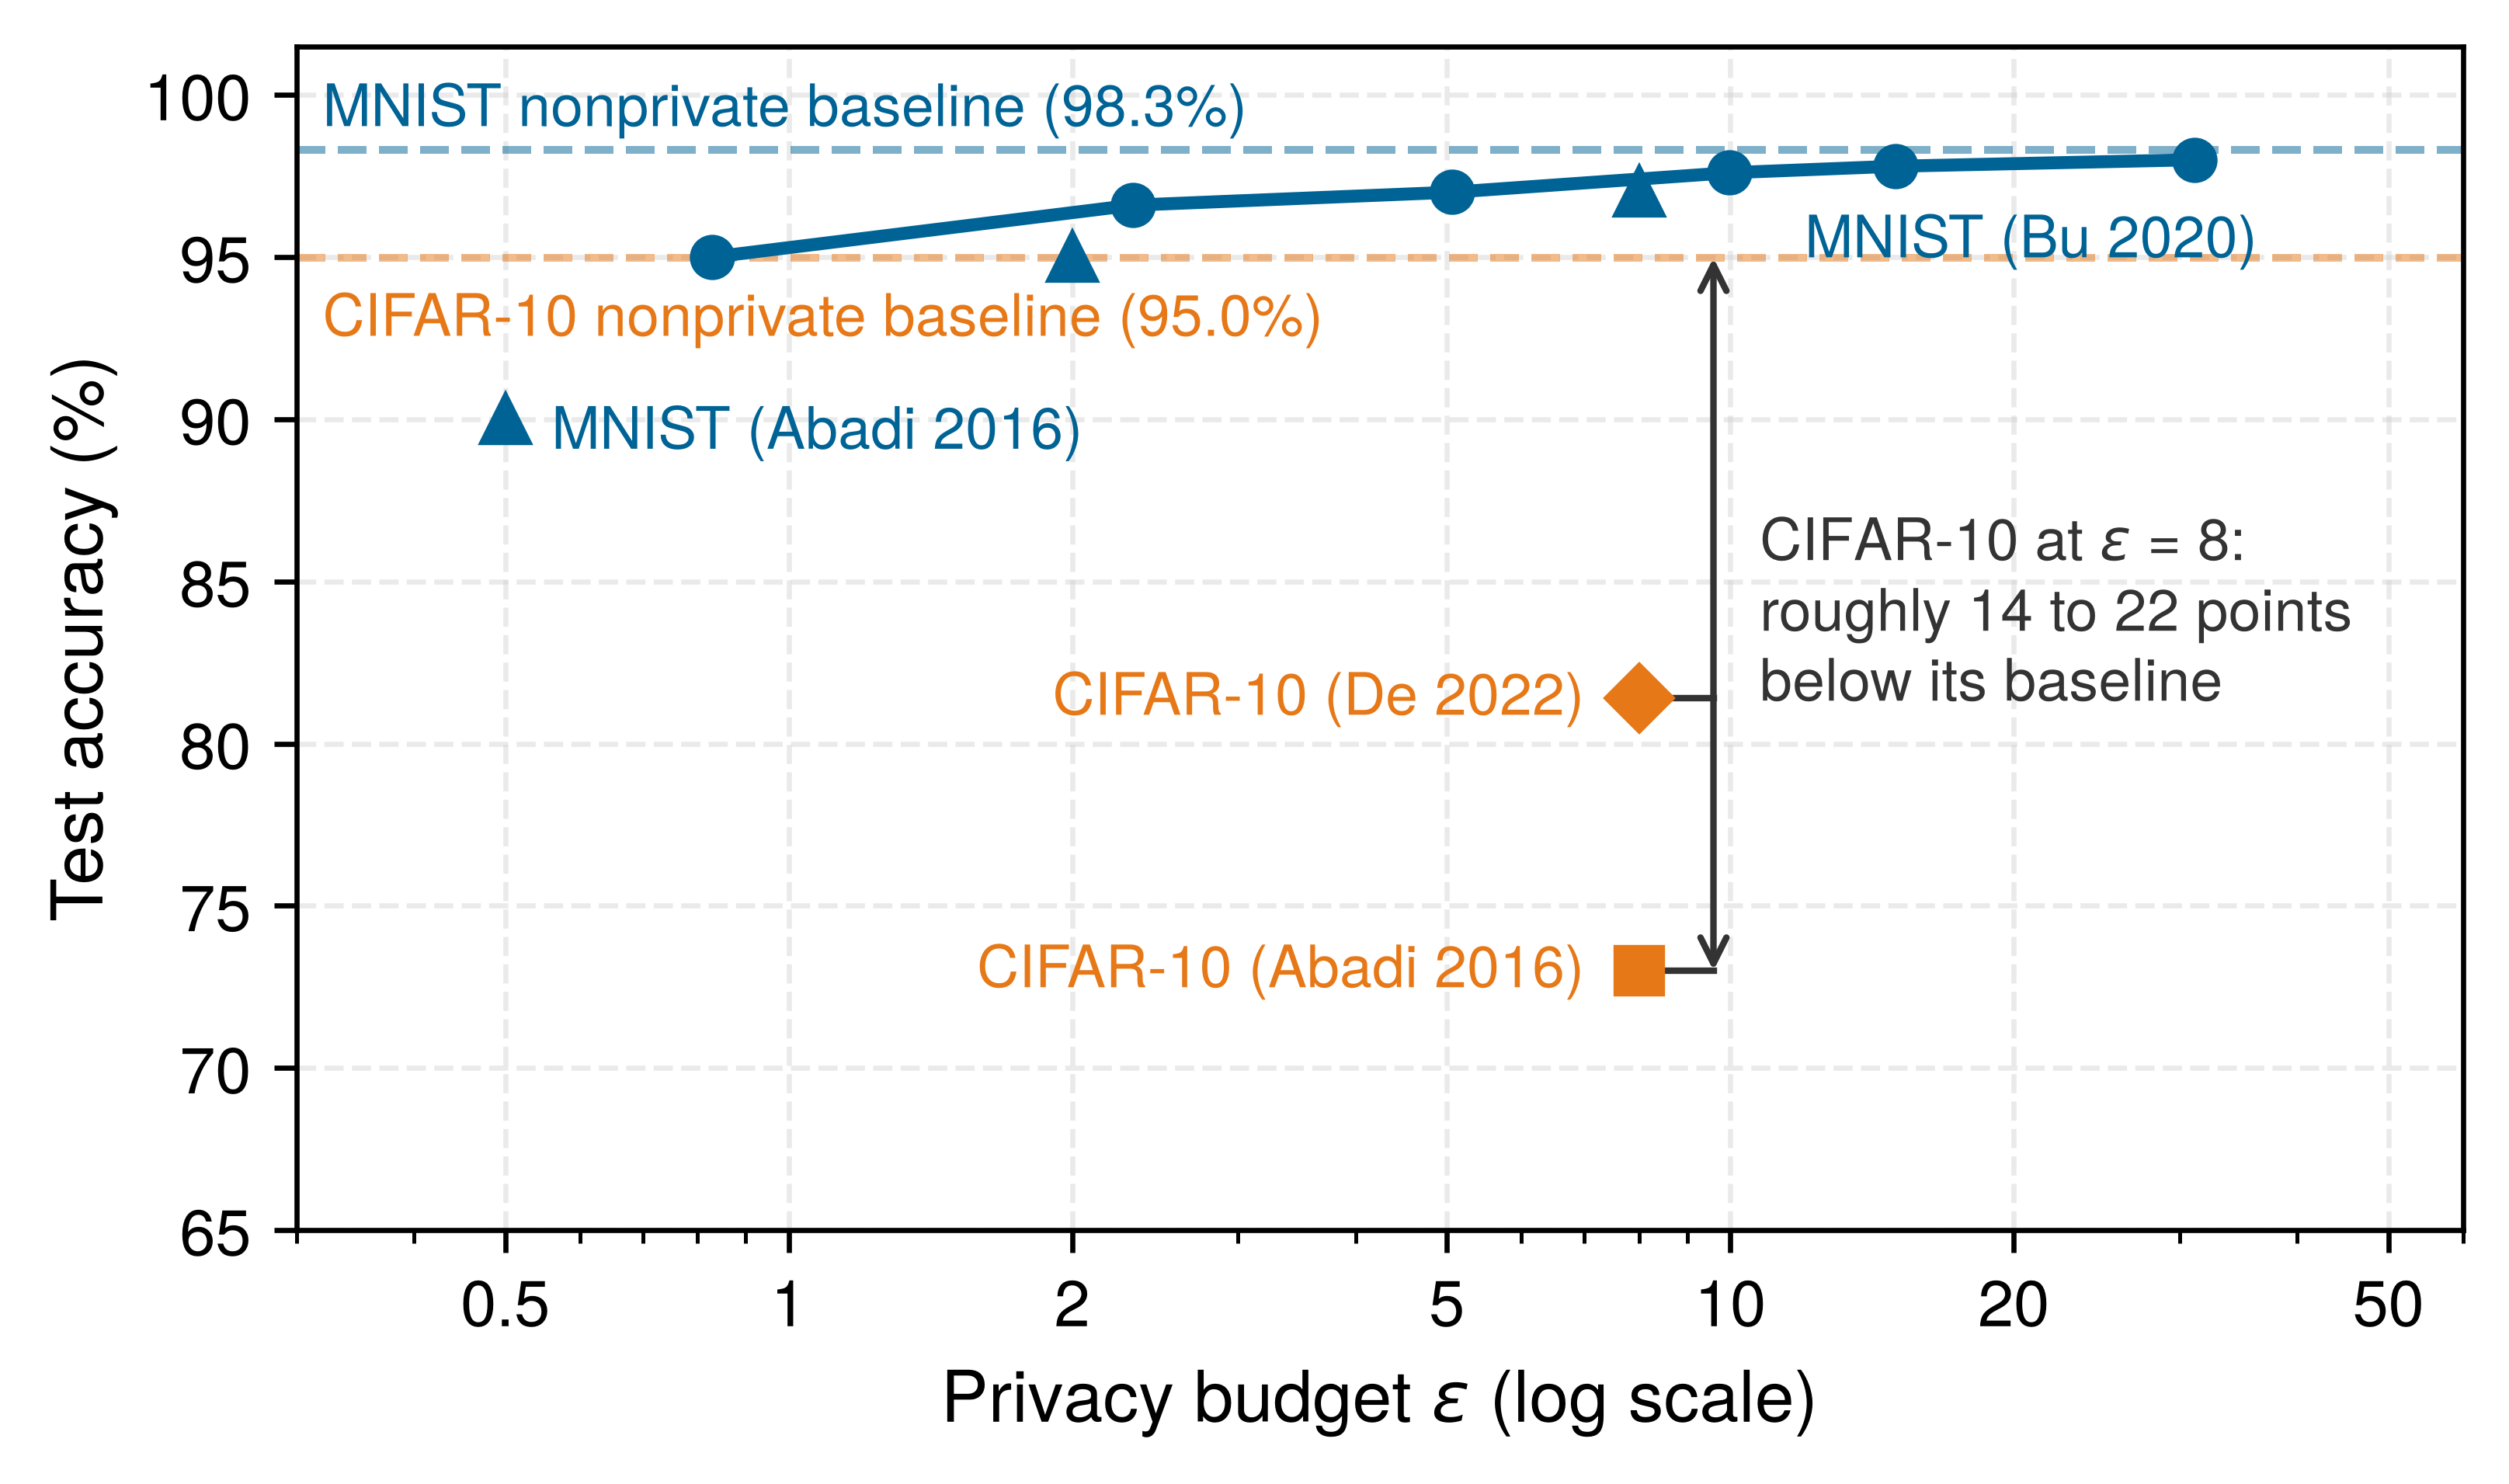 MNIST nonprivate baseline (98.3%)
MNIST (Bu 2020)
CIFAR-10 nonprivate baseline (95.0%)
MNIST (Abadi 2016)
CIFAR-10 at ε = 8:
roughly 14 to 22 points
below its baseline
CIFAR-10 (De 2022)
CIFAR-10 (Abadi 2016)
Test accuracy (%)
100
95
90
85
80
75
70
65
0.5 1 2 5 10 20 50
Privacy budget ε (log scale)